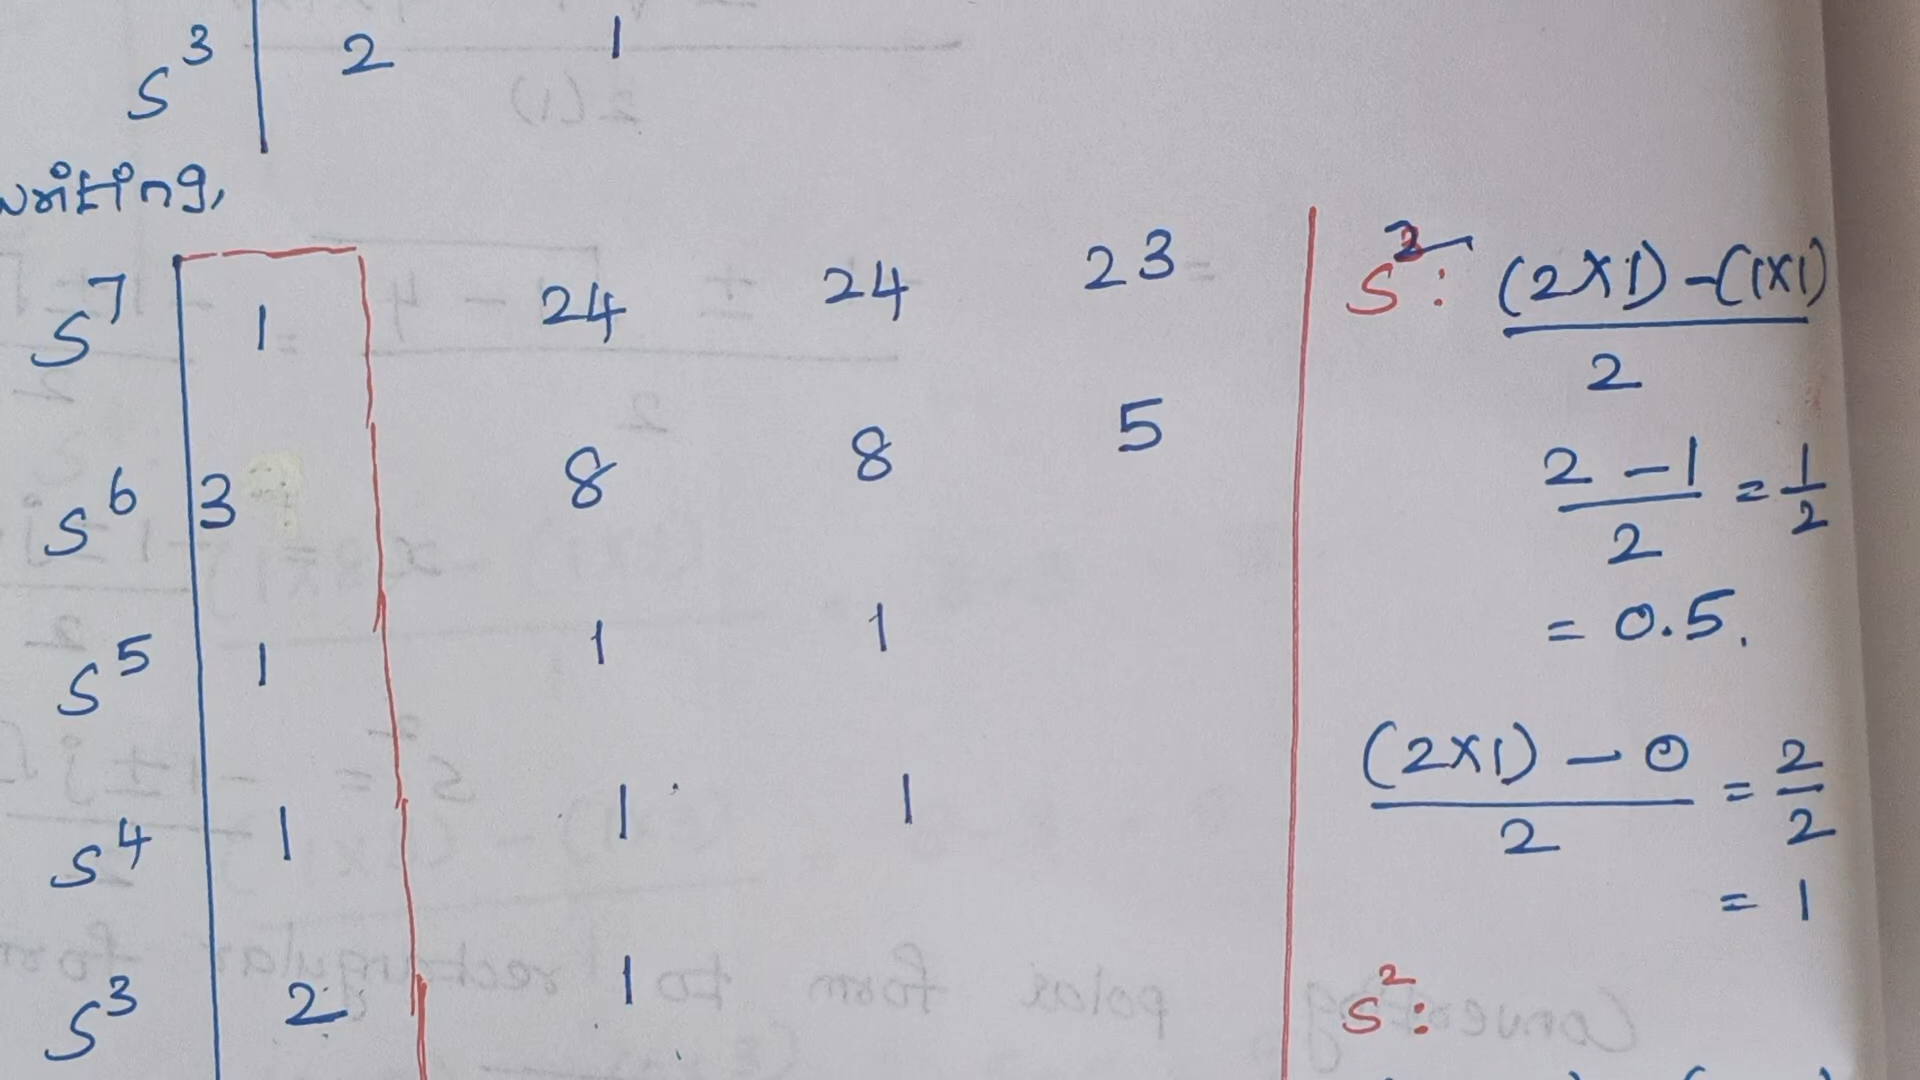 s³ | 2 1
writing,
s⁷ 1 24 24 23
s⁶ 3 8 8 5
s⁵ 1 1 1
s⁴ 1 1 1
s³ 2 1
s²: (2×1)-(1×1)
2
2-1 = 1
2 2
= 0.5.
(2×1) - 0 = 2
2 2
= 1
s²: